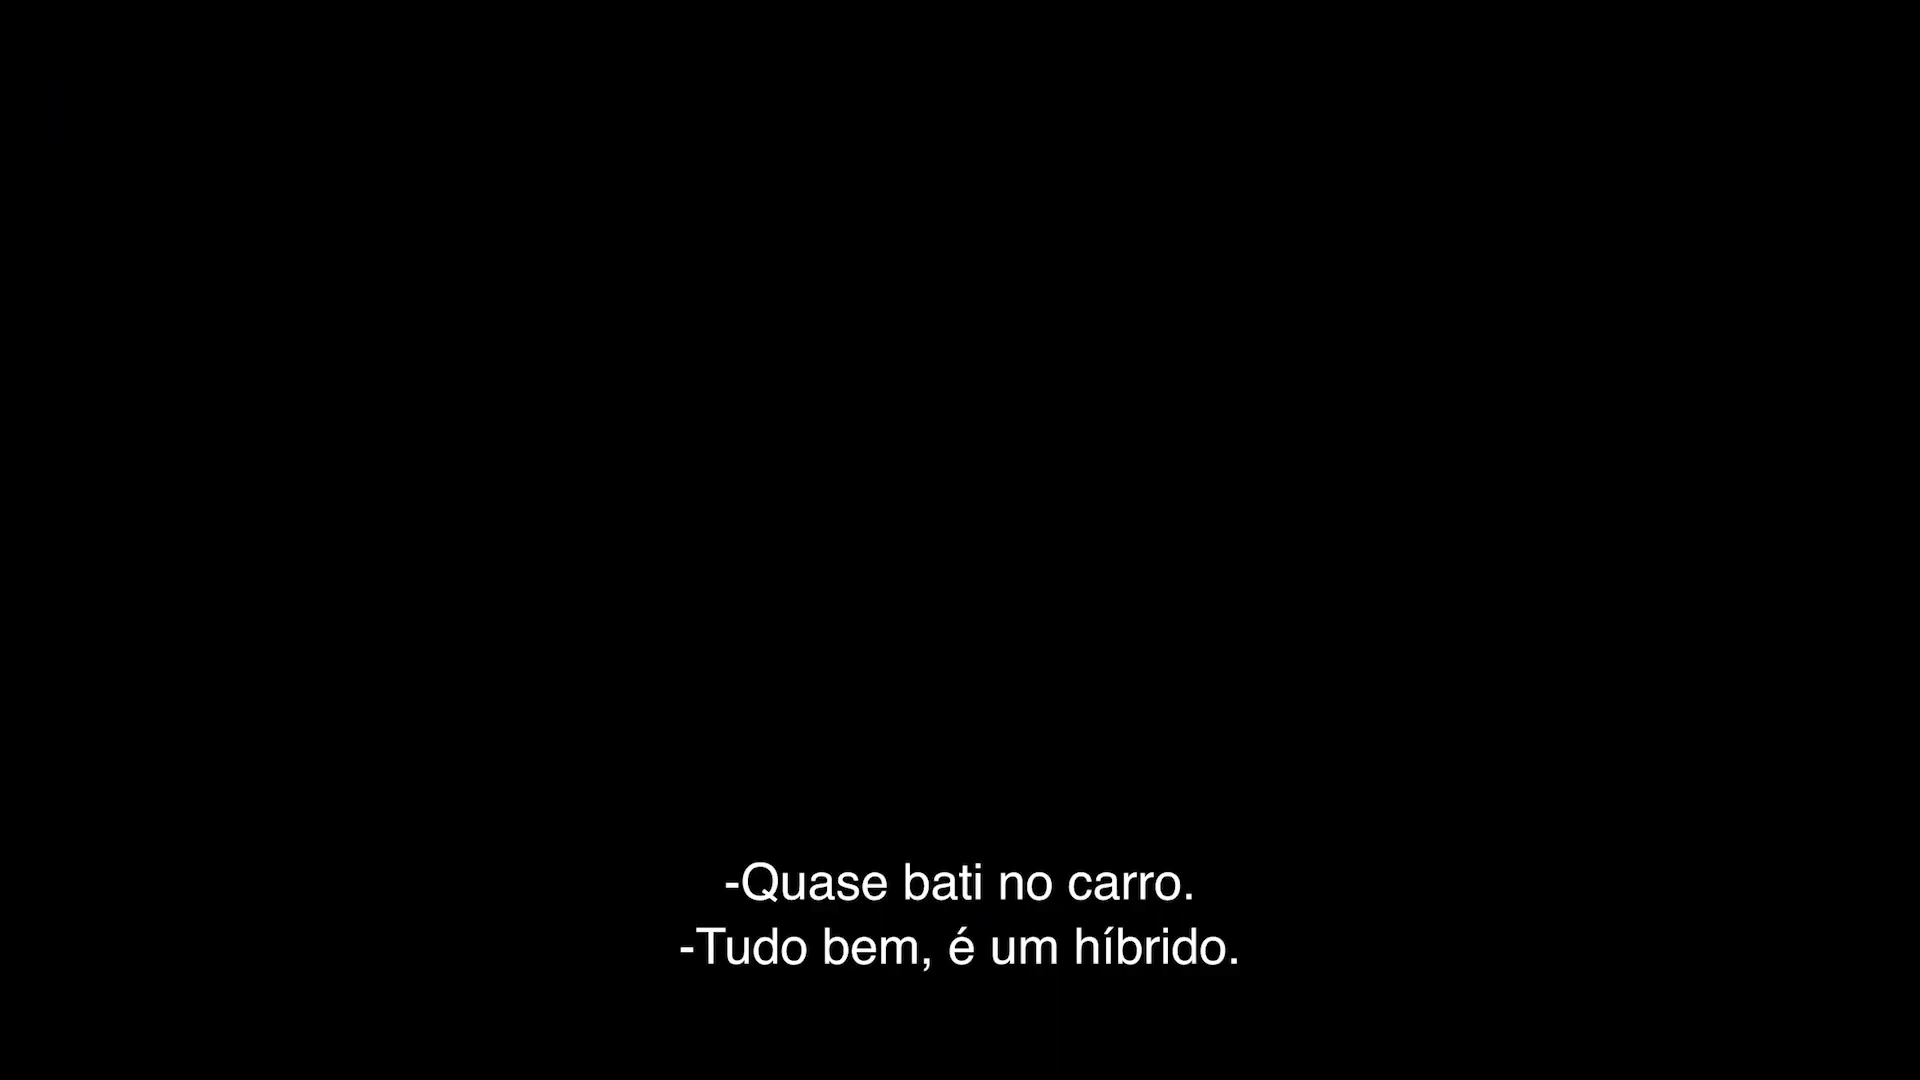 -Quase bati no carro.
-Tudo bem, é um híbrido.